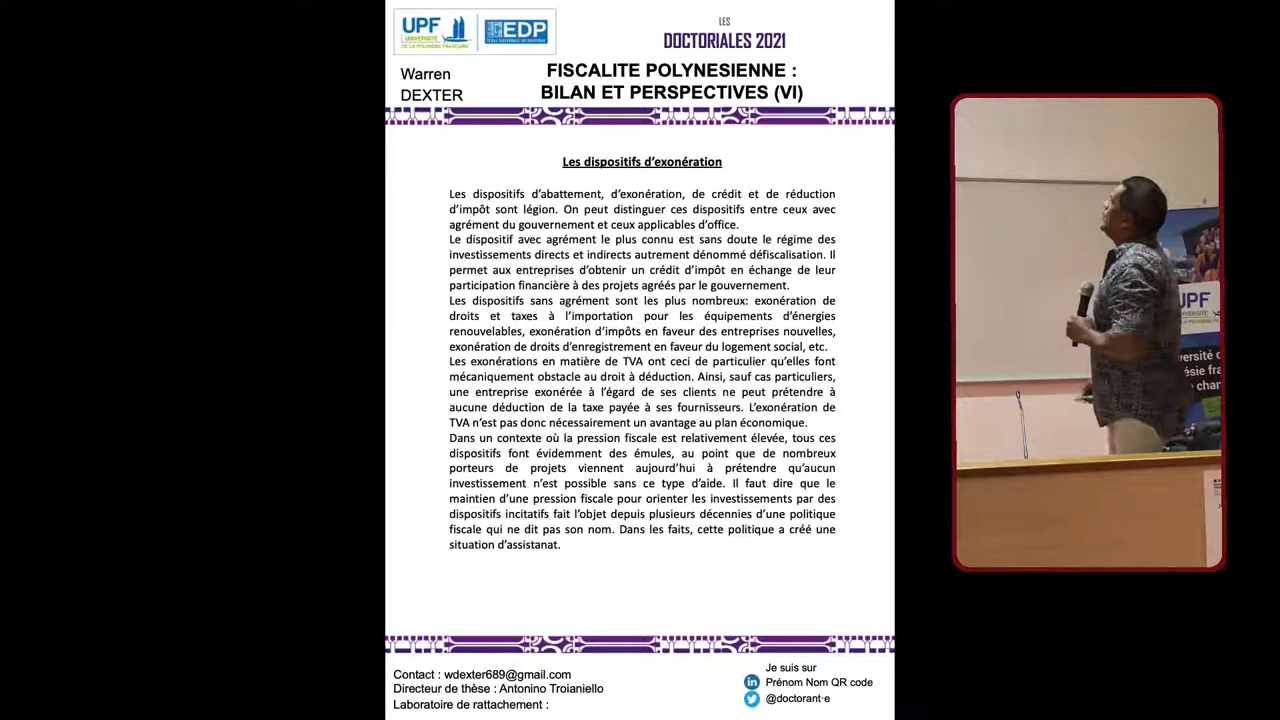 UPF
UNIVERSITÉ
DE LA POLYNÉSIE FRANÇAISE
EDP
LES
DOCTORIALES 2021
Warren
DEXTER
FISCALITE POLYNESIENNE :
BILAN ET PERSPECTIVES (VI)
Les dispositifs d’exonération
Les dispositifs d’abattement, d’exonération, de crédit et de réduction
d’impôt sont légion. On peut distinguer ces dispositifs entre ceux avec
agrément du gouvernement et ceux applicables d’office.
Le dispositif avec agrément le plus connu est sans doute le régime des
investissements directs et indirects autrement dénommé défiscalisation. Il
permet aux entreprises d’obtenir un crédit d’impôt en échange de leur
participation financière à des projets agréés par le gouvernement.
Les dispositifs sans agrément sont les plus nombreux: exonération de
droits et taxes à l’importation pour les équipements d’énergies
renouvelables, exonération d’impôts en faveur des entreprises nouvelles,
exonération de droits d’enregistrement en faveur du logement social, etc.
Les exonérations en matière de TVA ont ceci de particulier qu’elles font
mécaniquement obstacle au droit à déduction. Ainsi, sauf cas particuliers,
une entreprise exonérée à l’égard de ses clients ne peut prétendre à
aucune déduction de la taxe payée à ses fournisseurs. L’exonération de
TVA n’est pas donc nécessairement un avantage au plan économique.
Dans un contexte où la pression fiscale est relativement élevée, tous ces
dispositifs font évidemment des émules, au point que de nombreux
porteurs de projets viennent aujourd’hui à prétendre qu’aucun
investissement n’est possible sans ce type d’aide. Il faut dire que le
maintien d’une pression fiscale pour orienter les investissements par des
dispositifs incitatifs fait l’objet depuis plusieurs décennies d’une politique
fiscale qui ne dit pas son nom. Dans les faits, cette politique a créé une
situation d’assistanat.
Contact : wdexter689@gmail.com
Directeur de thèse : Antonino Troianiello
Laboratoire de rattachement :
Je suis sur
in Prénom Nom QR code
@doctorant·e
UPF